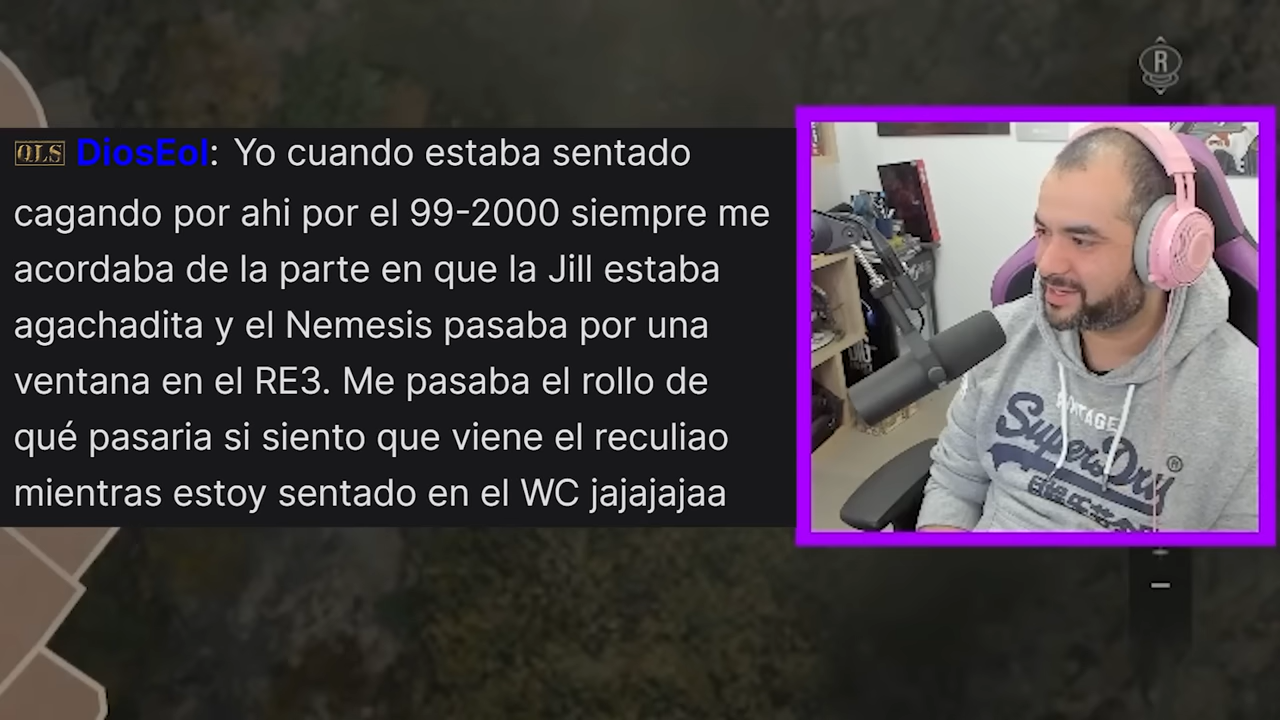 QLS DiosEol: Yo cuando estaba sentado
cagando por ahi por el 99-2000 siempre me
acordaba de la parte en que la Jill estaba
agachadita y el Nemesis pasaba por una
ventana en el RE3. Me pasaba el rollo de
qué pasaria si siento que viene el reculiao
mientras estoy sentado en el WC jajajajaa
R
VINTAGE
SuperDry
®